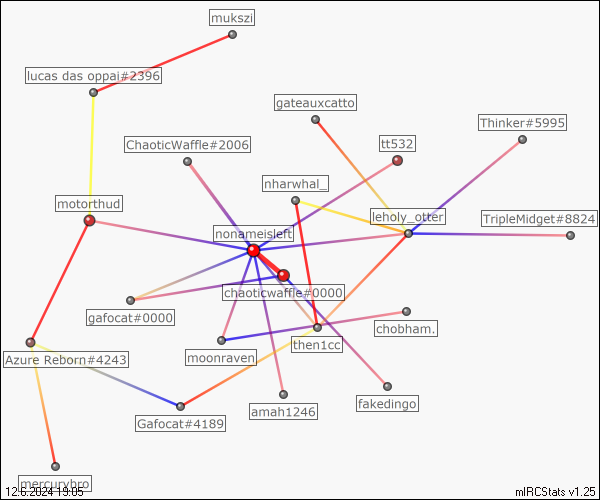 mukszi
lucas das oppai#2396
gateauxcatto
Thinker#5995
ChaoticWaffle#2006
tt532
nharwhal_
motorthud
leholy_otter
TripleMidget#8824
nonameisleft
chaoticwaffle#0000
gafocat#0000
chobham.
then1cc
moonraven
Azure Reborn#4243
fakedingo
amah1246
Gafocat#4189
mercurybro
12.6.2024 19:05
mIRCStats v1.25